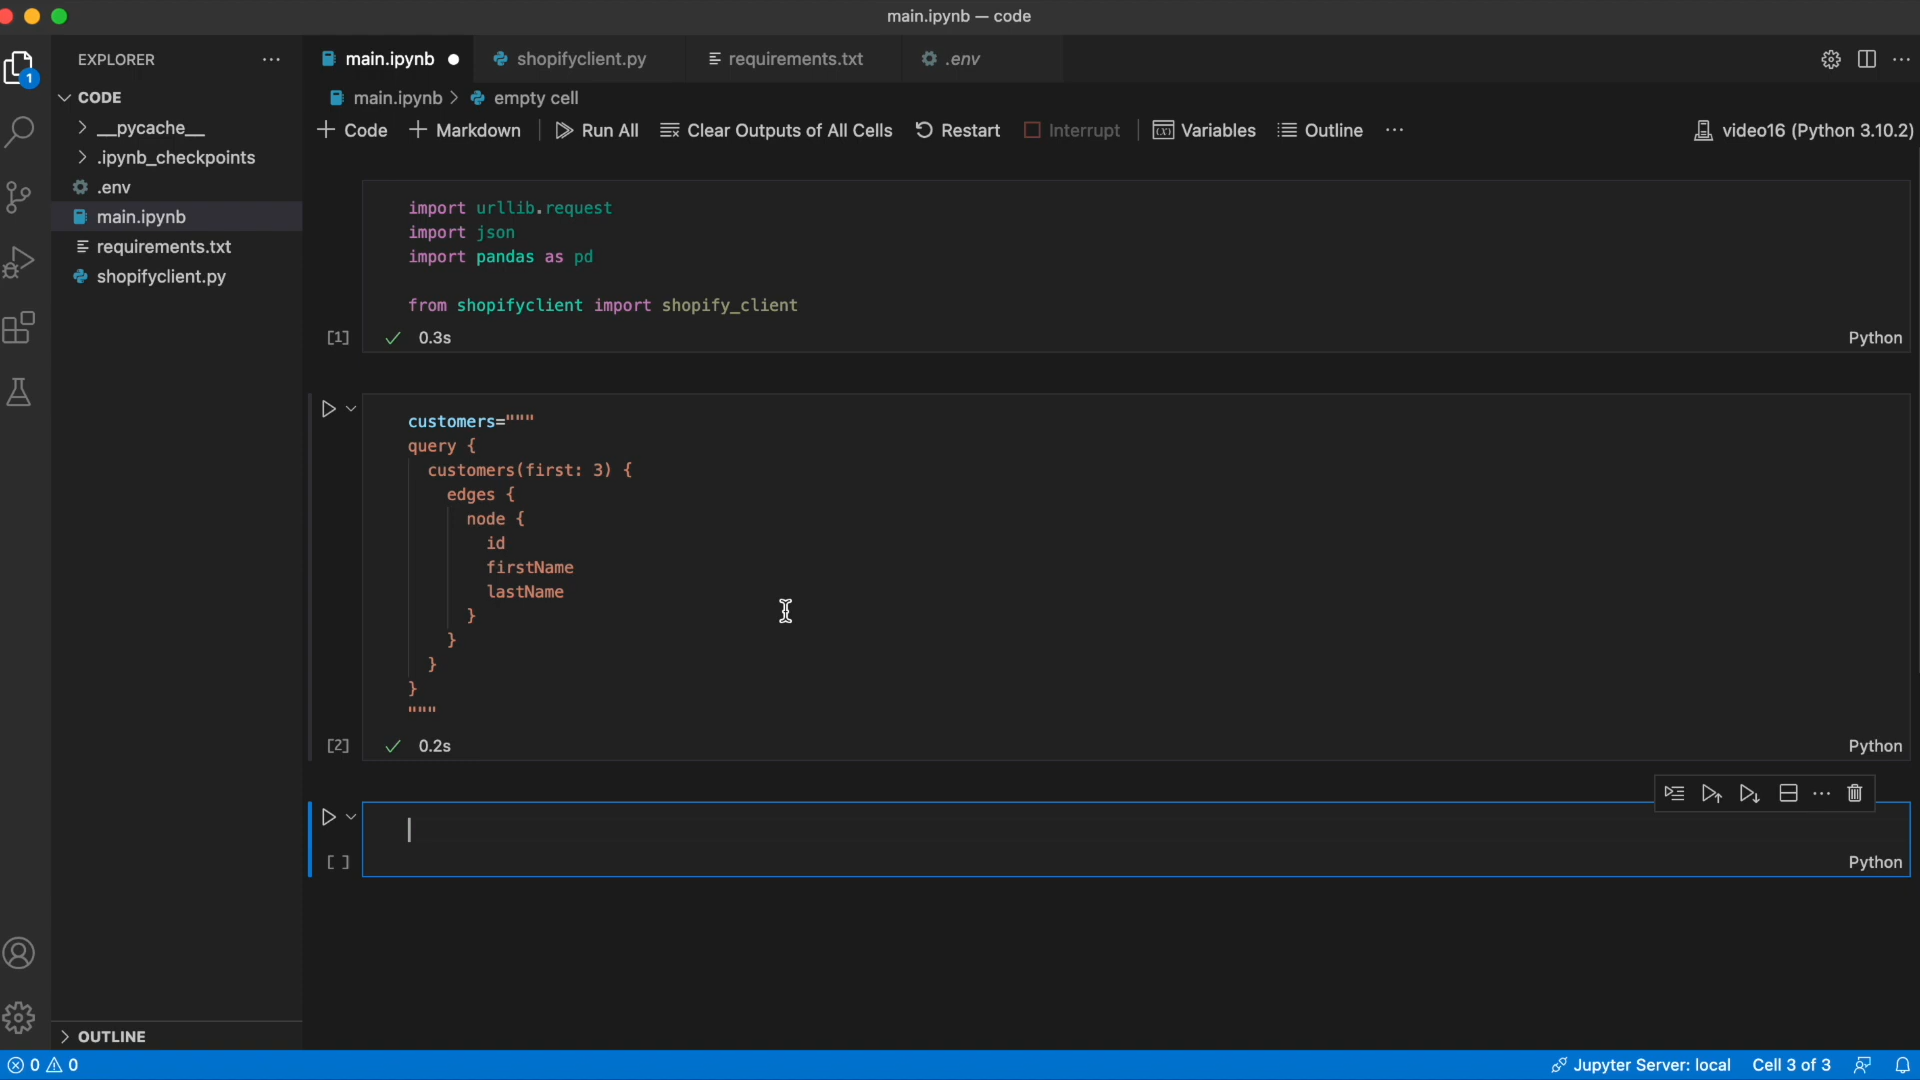 main.ipynb — code
EXPLORER
main.ipynb
shopifyclient.py
requirements.txt
.env
1
CODE
__pycache__
.ipynb_checkpoints
.env
main.ipynb
requirements.txt
shopifyclient.py
main.ipynb > empty cell
+ Code + Markdown Run All Clear Outputs of All Cells Restart Interrupt Variables Outline ... video16 (Python 3.10.2)
import urllib.request
import json
import pandas as pd
from shopifyclient import shopify_client
[1] ✓ 0.3s Python
customers="""
query {
customers(first: 3) {
edges {
node {
id
firstName
lastName
}
}
}
}
"""
[2] ✓ 0.2s Python
[ ] Python
OUTLINE
0 0 Jupyter Server: local Cell 3 of 3